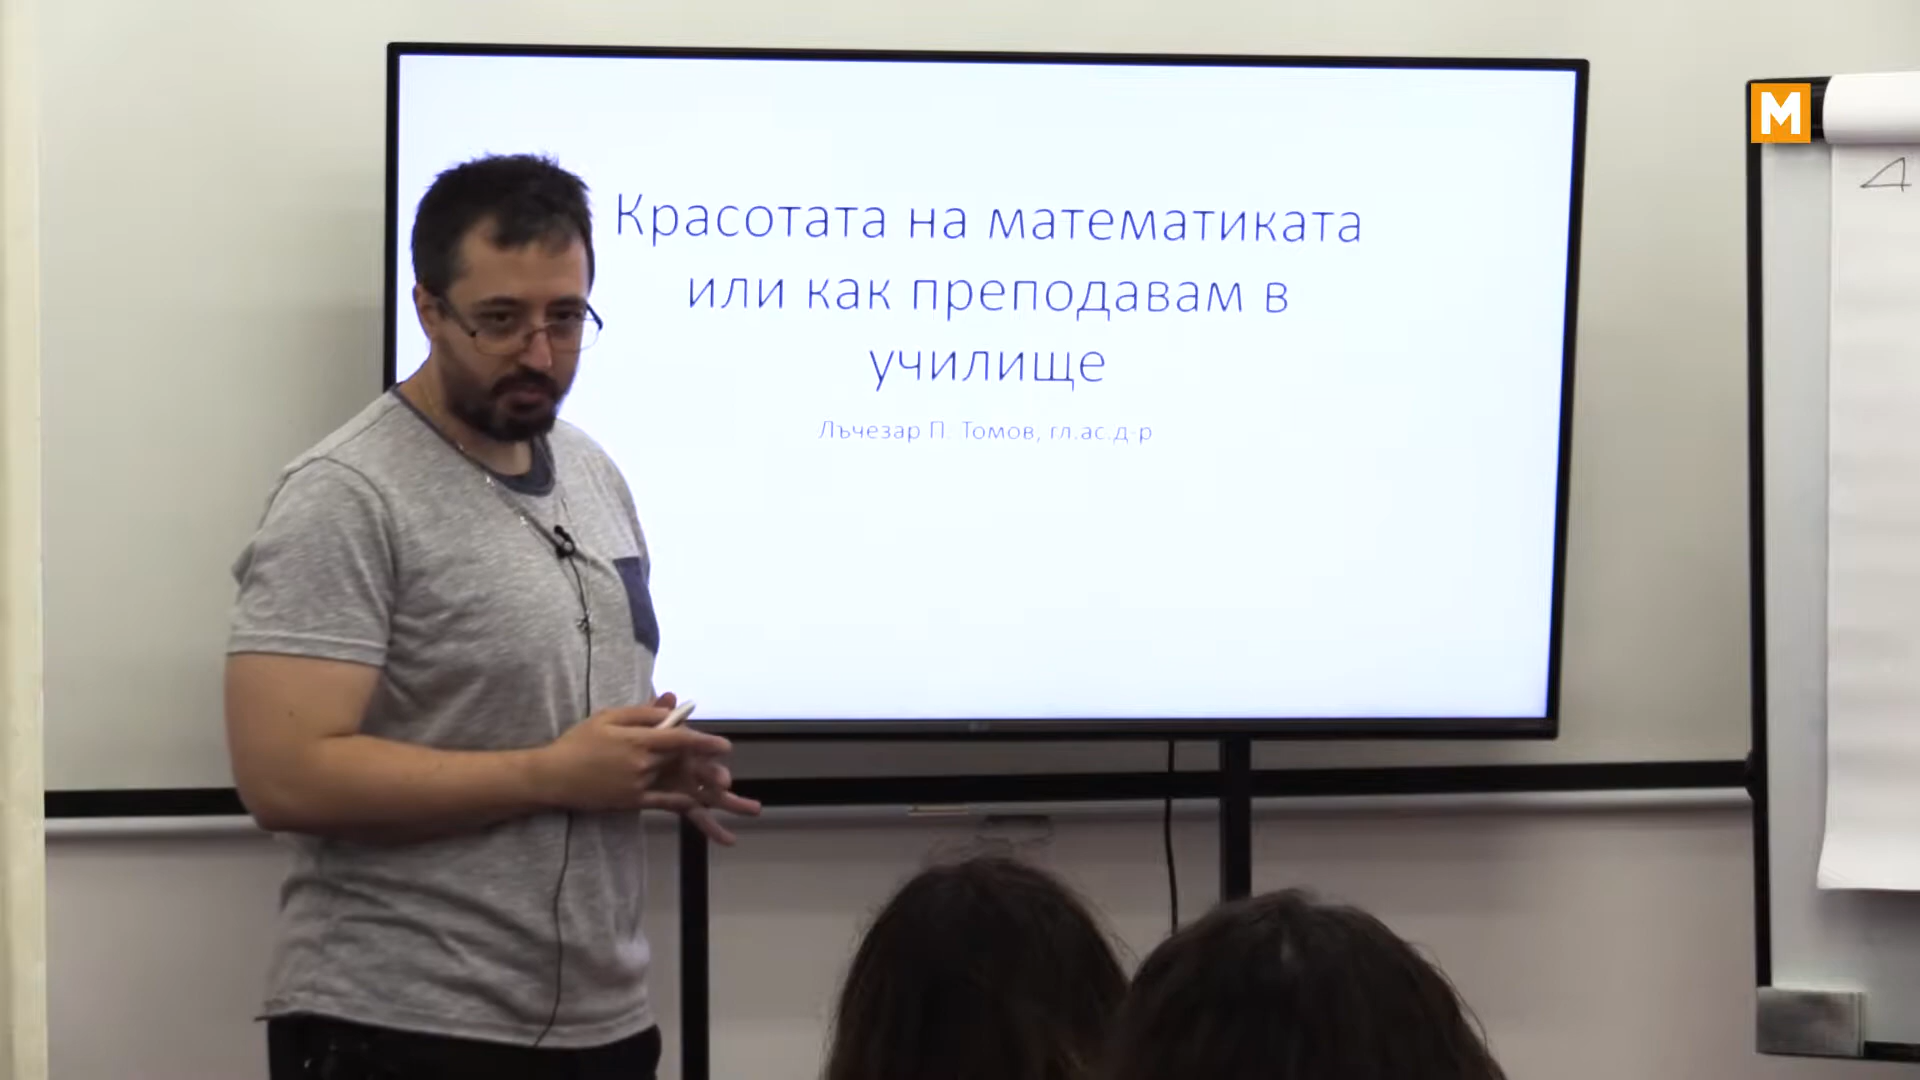 M
Красотата на математиката
или как преподавам в
училище
Лъчезар П. Томов, гл.ас.д-р